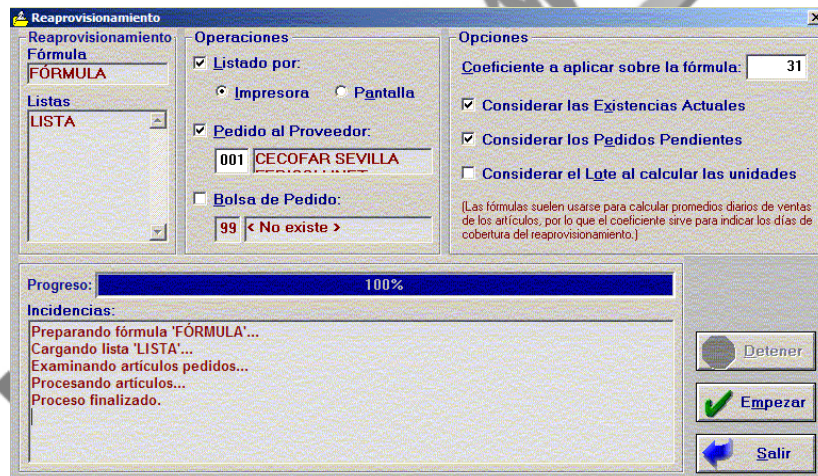 Reaprovisionamiento
Reaprovisionamiento
Fórmula
FÓRMULA
Listas
LISTA
Operaciones
Listado por:
Impresora Pantalla
Pedido al Proveedor:
001 CECOFAR SEVILLA
Bolsa de Pedido:
99 < No existe >
Opciones
Coeficiente a aplicar sobre la fórmula: 31
Considerar las Existencias Actuales
Considerar los Pedidos Pendientes
Considerar el Lote al calcular las unidades
(Las fórmulas suelen usarse para calcular promedios diarios de ventas
de los artículos, por lo que el coeficiente sirve para indicar los días de
cobertura del reaprovisionamiento.)
Progreso: 100%
Incidencias:
Preparando fórmula 'FÓRMULA'...
Cargando lista 'LISTA'...
Examinando artículos pedidos...
Procesando artículos...
Proceso finalizado.
Detener
Empezar
Salir